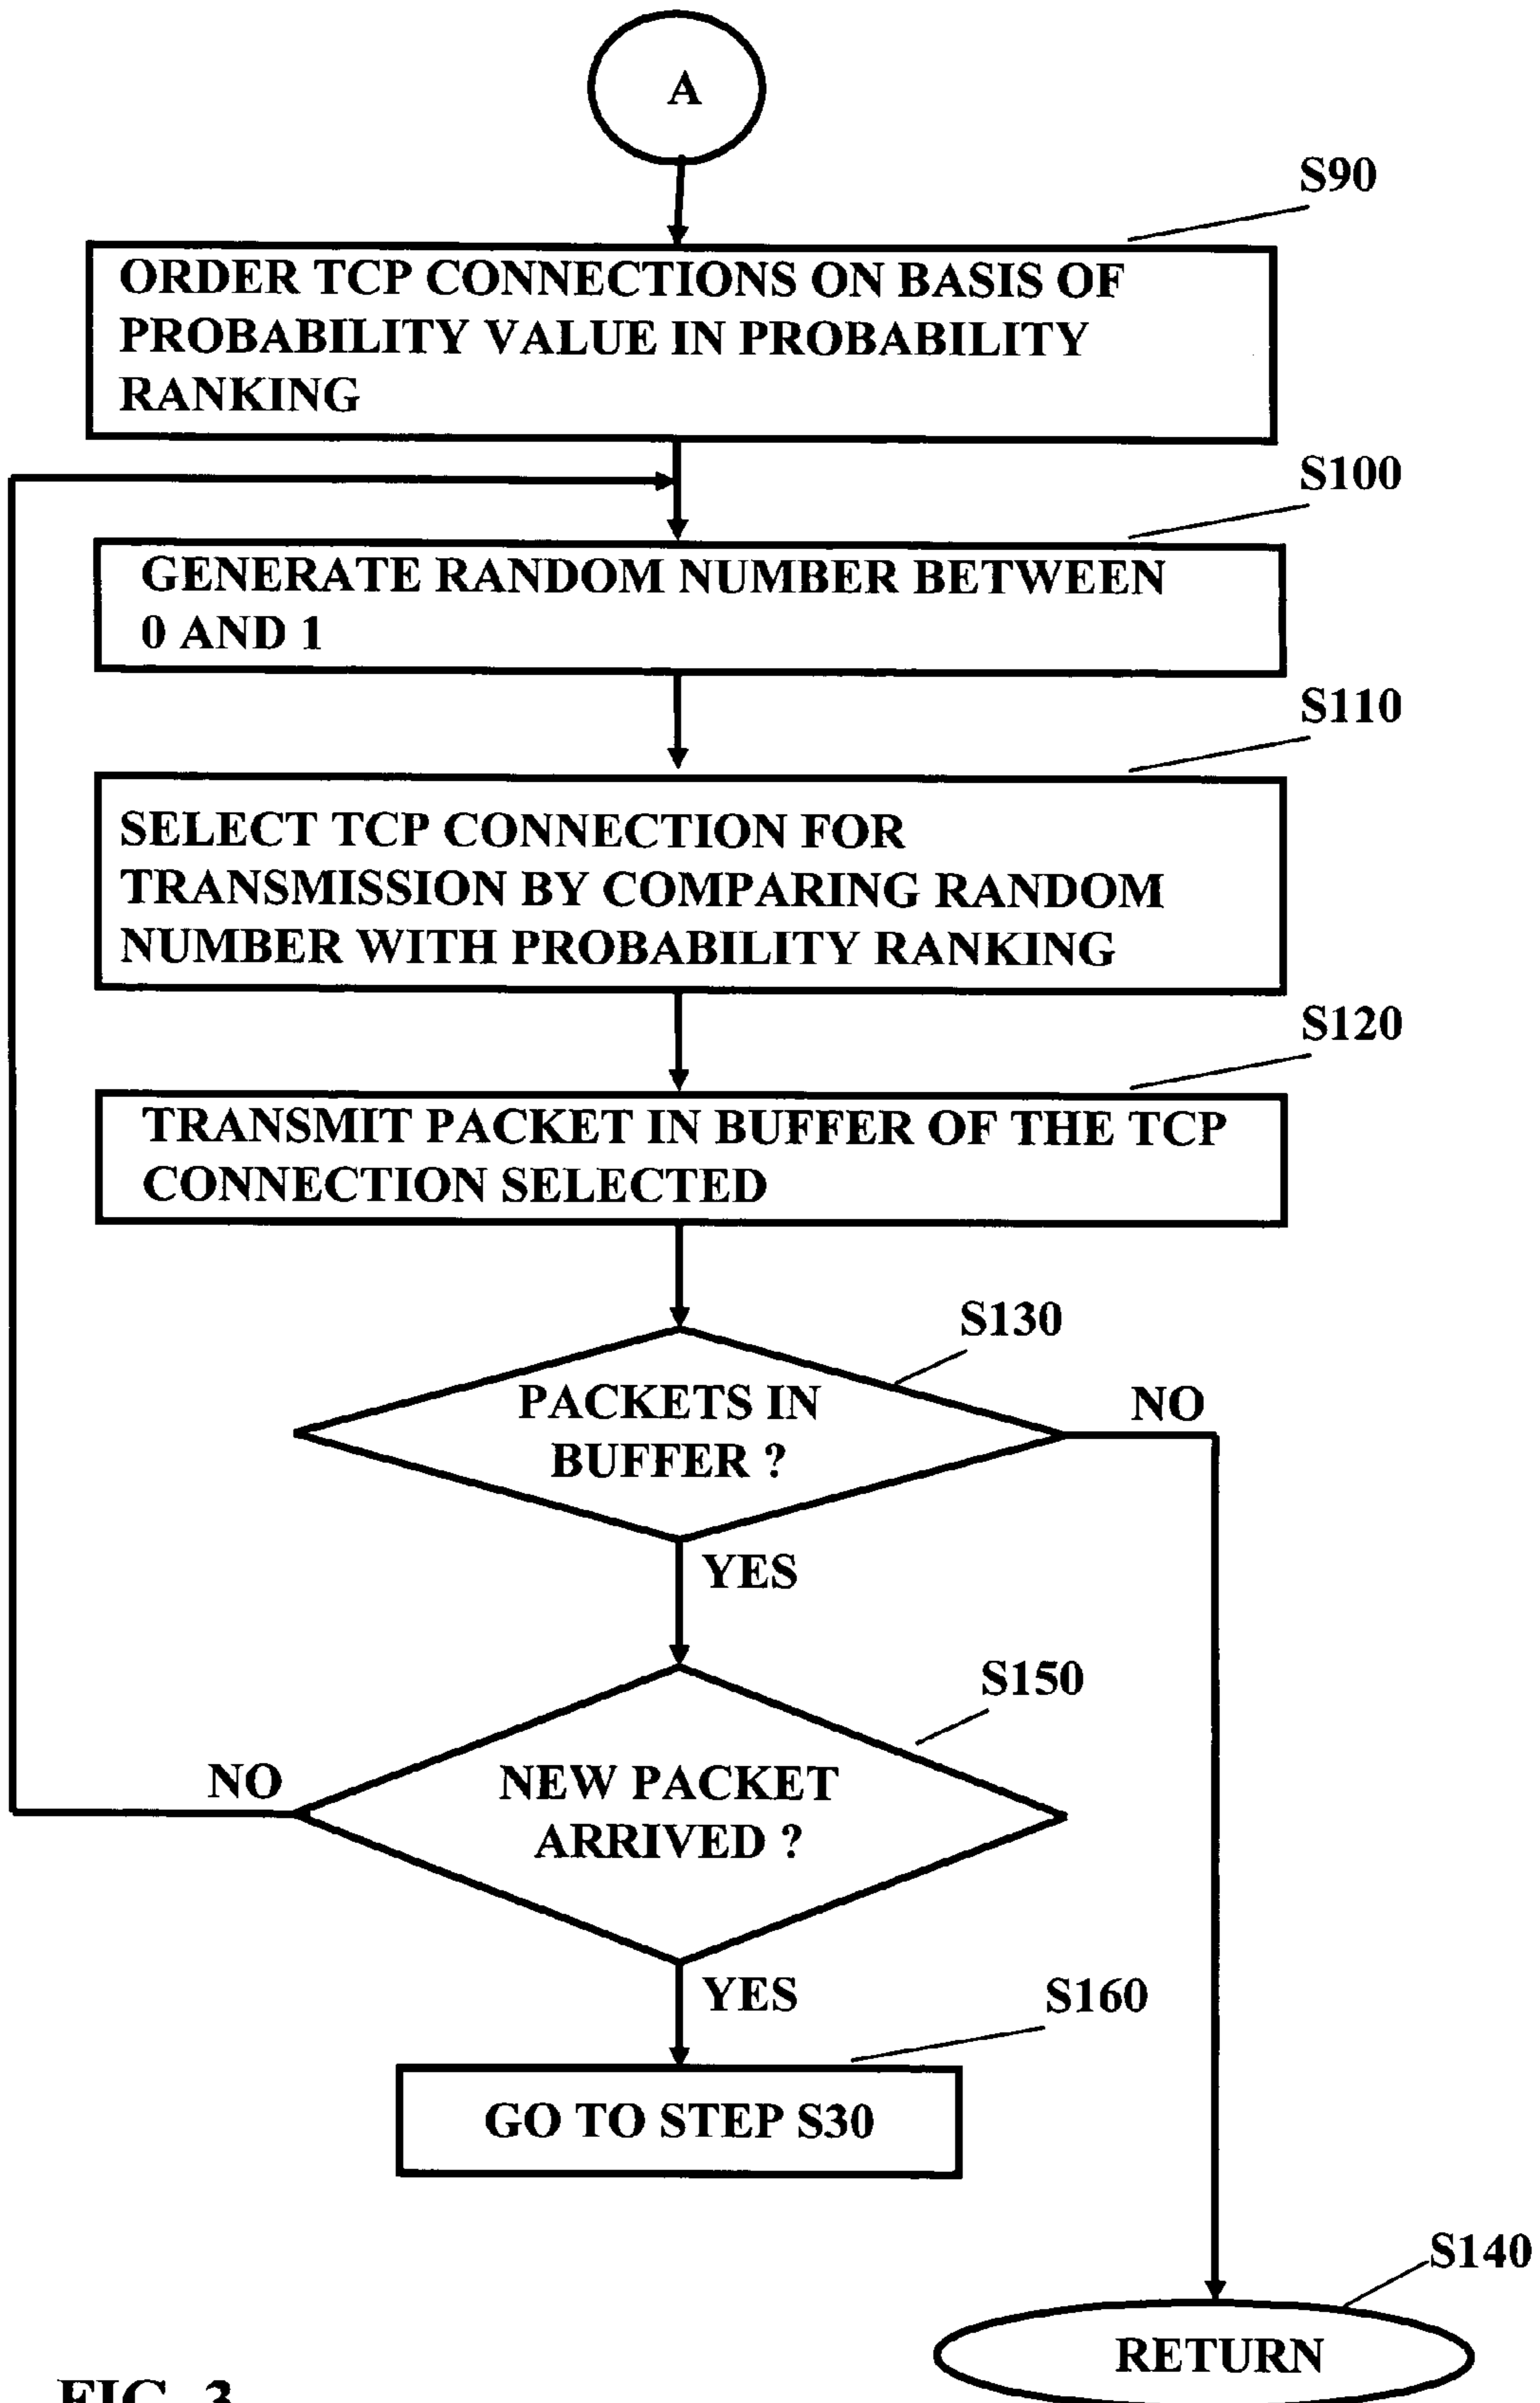 A
S90
ORDER TCP CONNECTIONS ON BASIS OF
PROBABILITY VALUE IN PROBABILITY
RANKING
S100
GENERATE RANDOM NUMBER BETWEEN
0 AND 1
S110
SELECT TCP CONNECTION FOR
TRANSMISSION BY COMPARING RANDOM
NUMBER WITH PROBABILITY RANKING
S120
TRANSMIT PACKET IN BUFFER OF THE TCP
CONNECTION SELECTED
S130
PACKETS IN
BUFFER ?
NO
YES
S150
NEW PACKET
ARRIVED ?
NO
YES
S160
GO TO STEP S30
S140
RETURN
FIG. 3